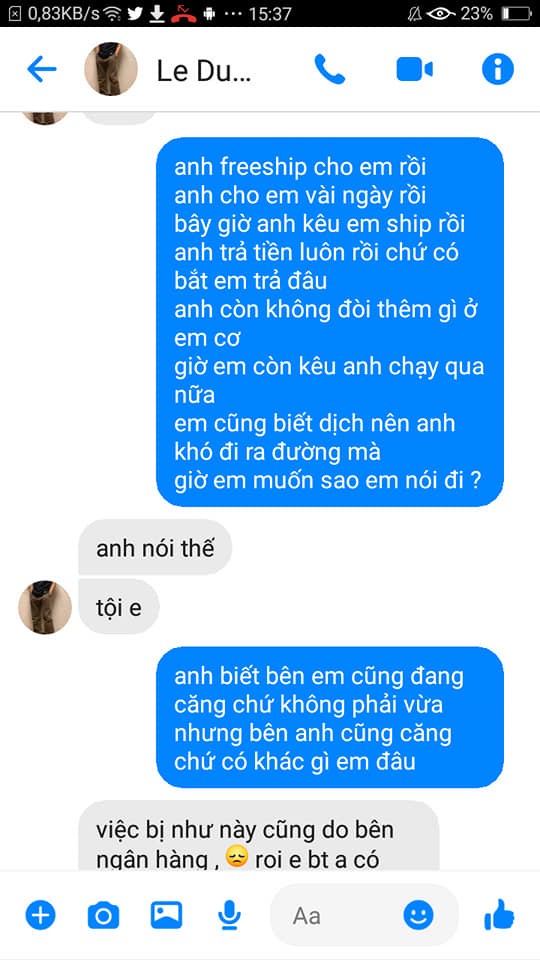 0,83KB/s ... 15:37 23%
Le Du...
anh freeship cho em rồi
anh cho em vài ngày rồi
bây giờ anh kêu em ship rồi
anh trả tiền luôn rồi chứ có
bắt em trả đâu
anh còn không đòi thêm gì ở
em cơ
giờ em còn kêu anh chạy qua
nữa
em cũng biết dịch nên anh
khó đi ra đường mà
giờ em muốn sao em nói đi ?
anh nói thế
tội e
anh biết bên em cũng đang
căng chứ không phải vừa
nhưng bên anh cũng căng
chứ có khác gì em đâu
việc bị như này cũng do bên
ngân hàng , 😞 roi e bt a có
Aa